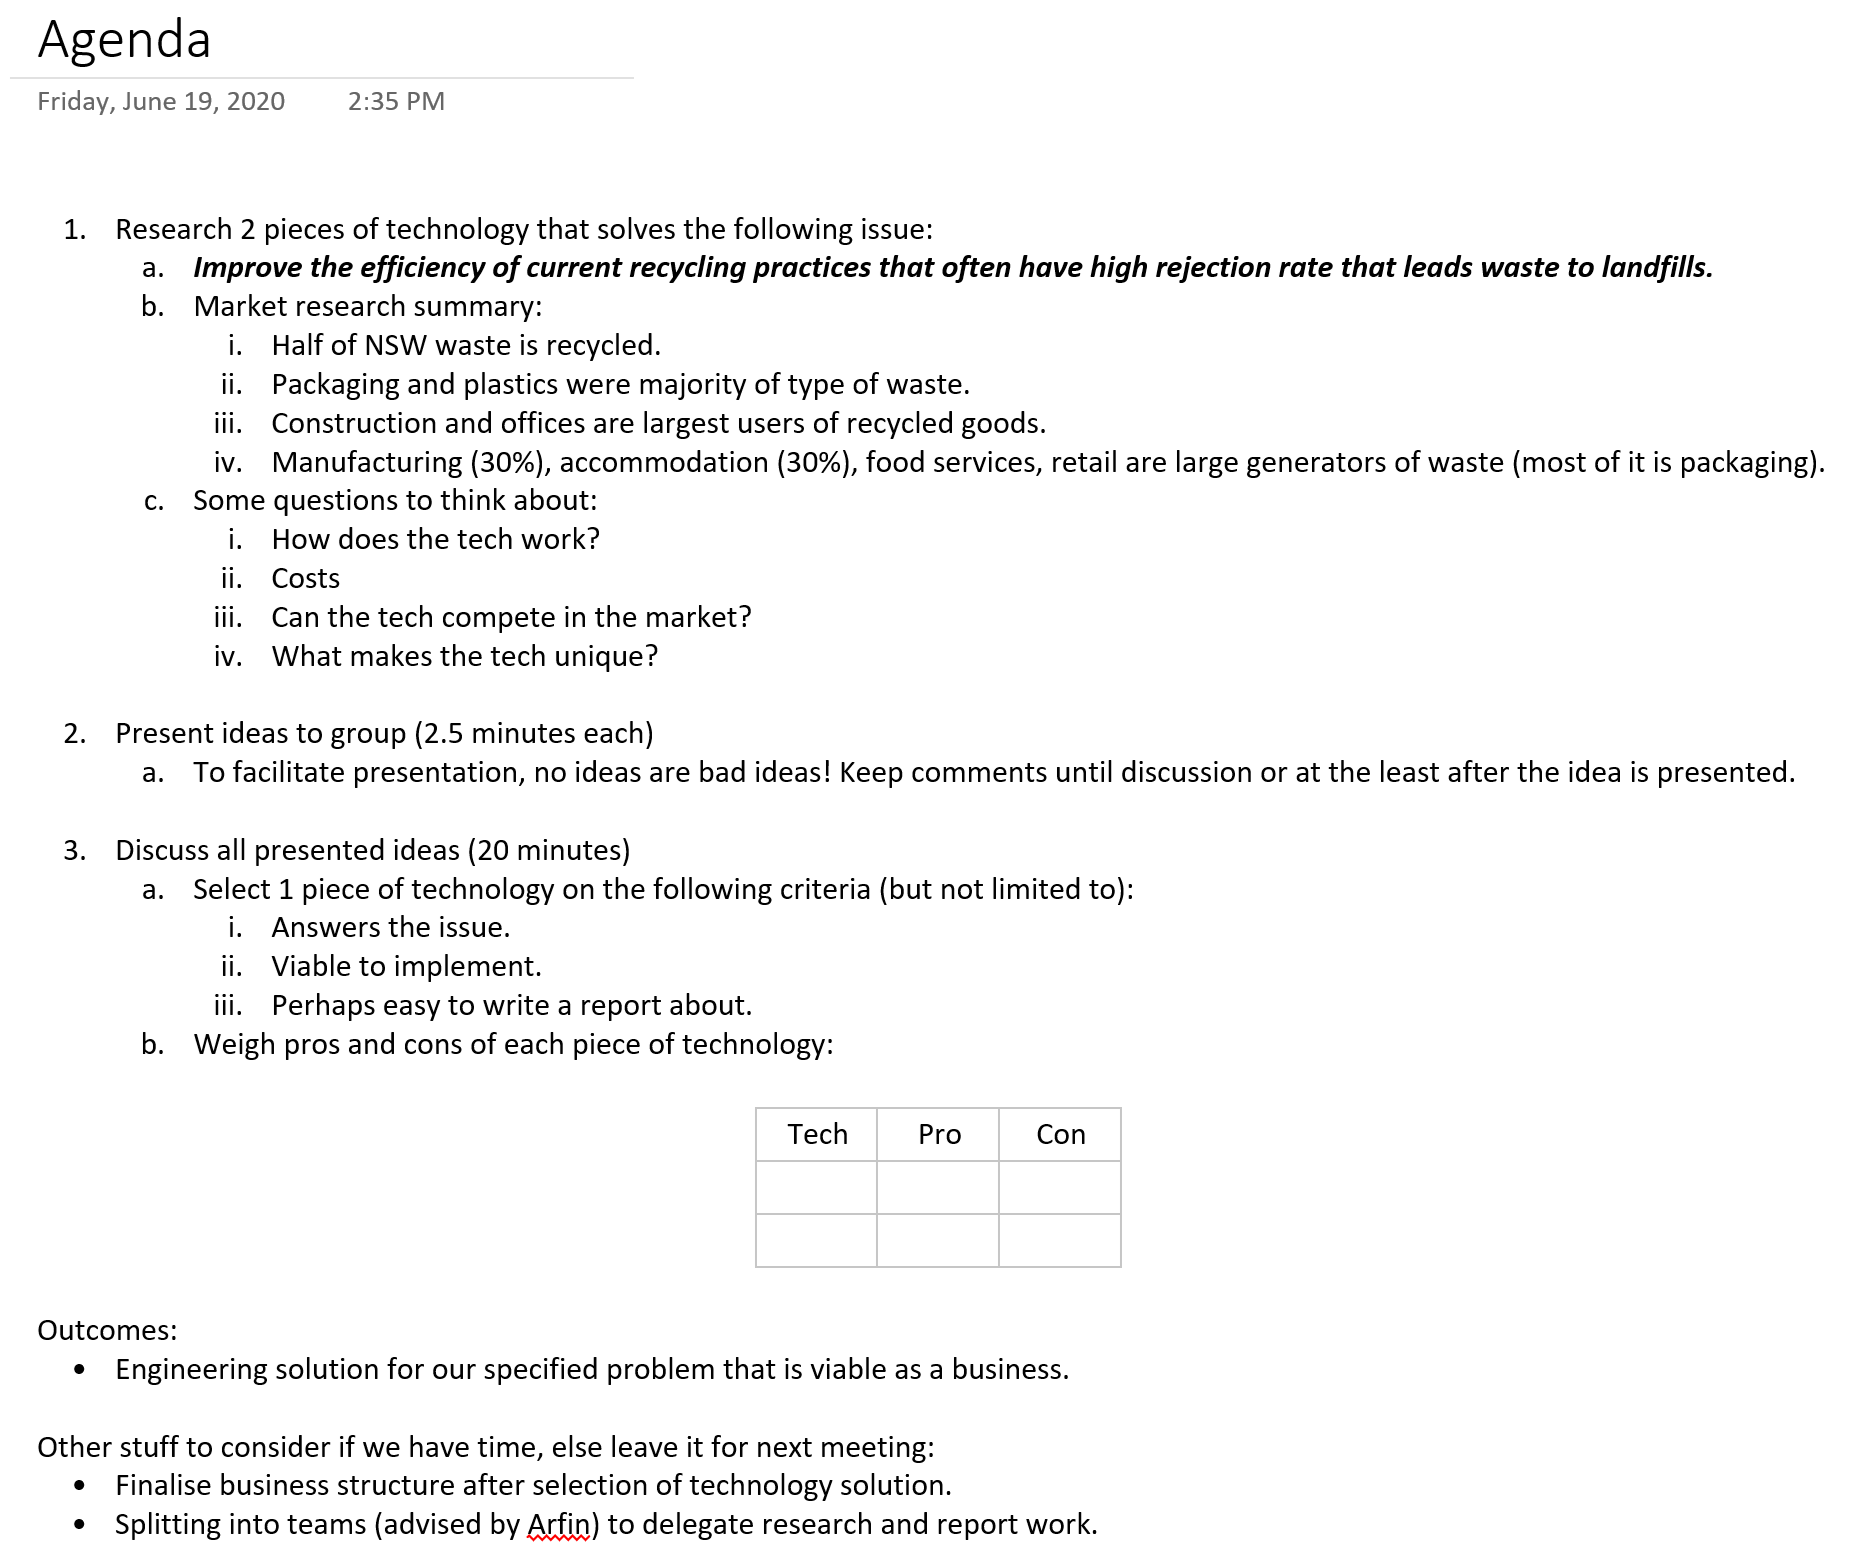 Agenda
Friday, June 19, 2020 2:35 PM
1. Research 2 pieces of technology that solves the following issue:
a. Improve the efficiency of current recycling practices that often have high rejection rate that leads waste to landfills.
b. Market research summary:
i. Half of NSW waste is recycled.
ii. Packaging and plastics were majority of type of waste.
iii. Construction and offices are largest users of recycled goods.
iv. Manufacturing (30%), accommodation (30%), food services, retail are large generators of waste (most of it is packaging).
c. Some questions to think about:
i. How does the tech work?
ii. Costs
iii. Can the tech compete in the market?
iv. What makes the tech unique?
2. Present ideas to group (2.5 minutes each)
a. To facilitate presentation, no ideas are bad ideas! Keep comments until discussion or at the least after the idea is presented.
3. Discuss all presented ideas (20 minutes)
a. Select 1 piece of technology on the following criteria (but not limited to):
i. Answers the issue.
ii. Viable to implement.
iii. Perhaps easy to write a report about.
b. Weigh pros and cons of each piece of technology:
Tech Pro Con
Outcomes:
• Engineering solution for our specified problem that is viable as a business.
Other stuff to consider if we have time, else leave it for next meeting:
• Finalise business structure after selection of technology solution.
• Splitting into teams (advised by Arfin) to delegate research and report work.